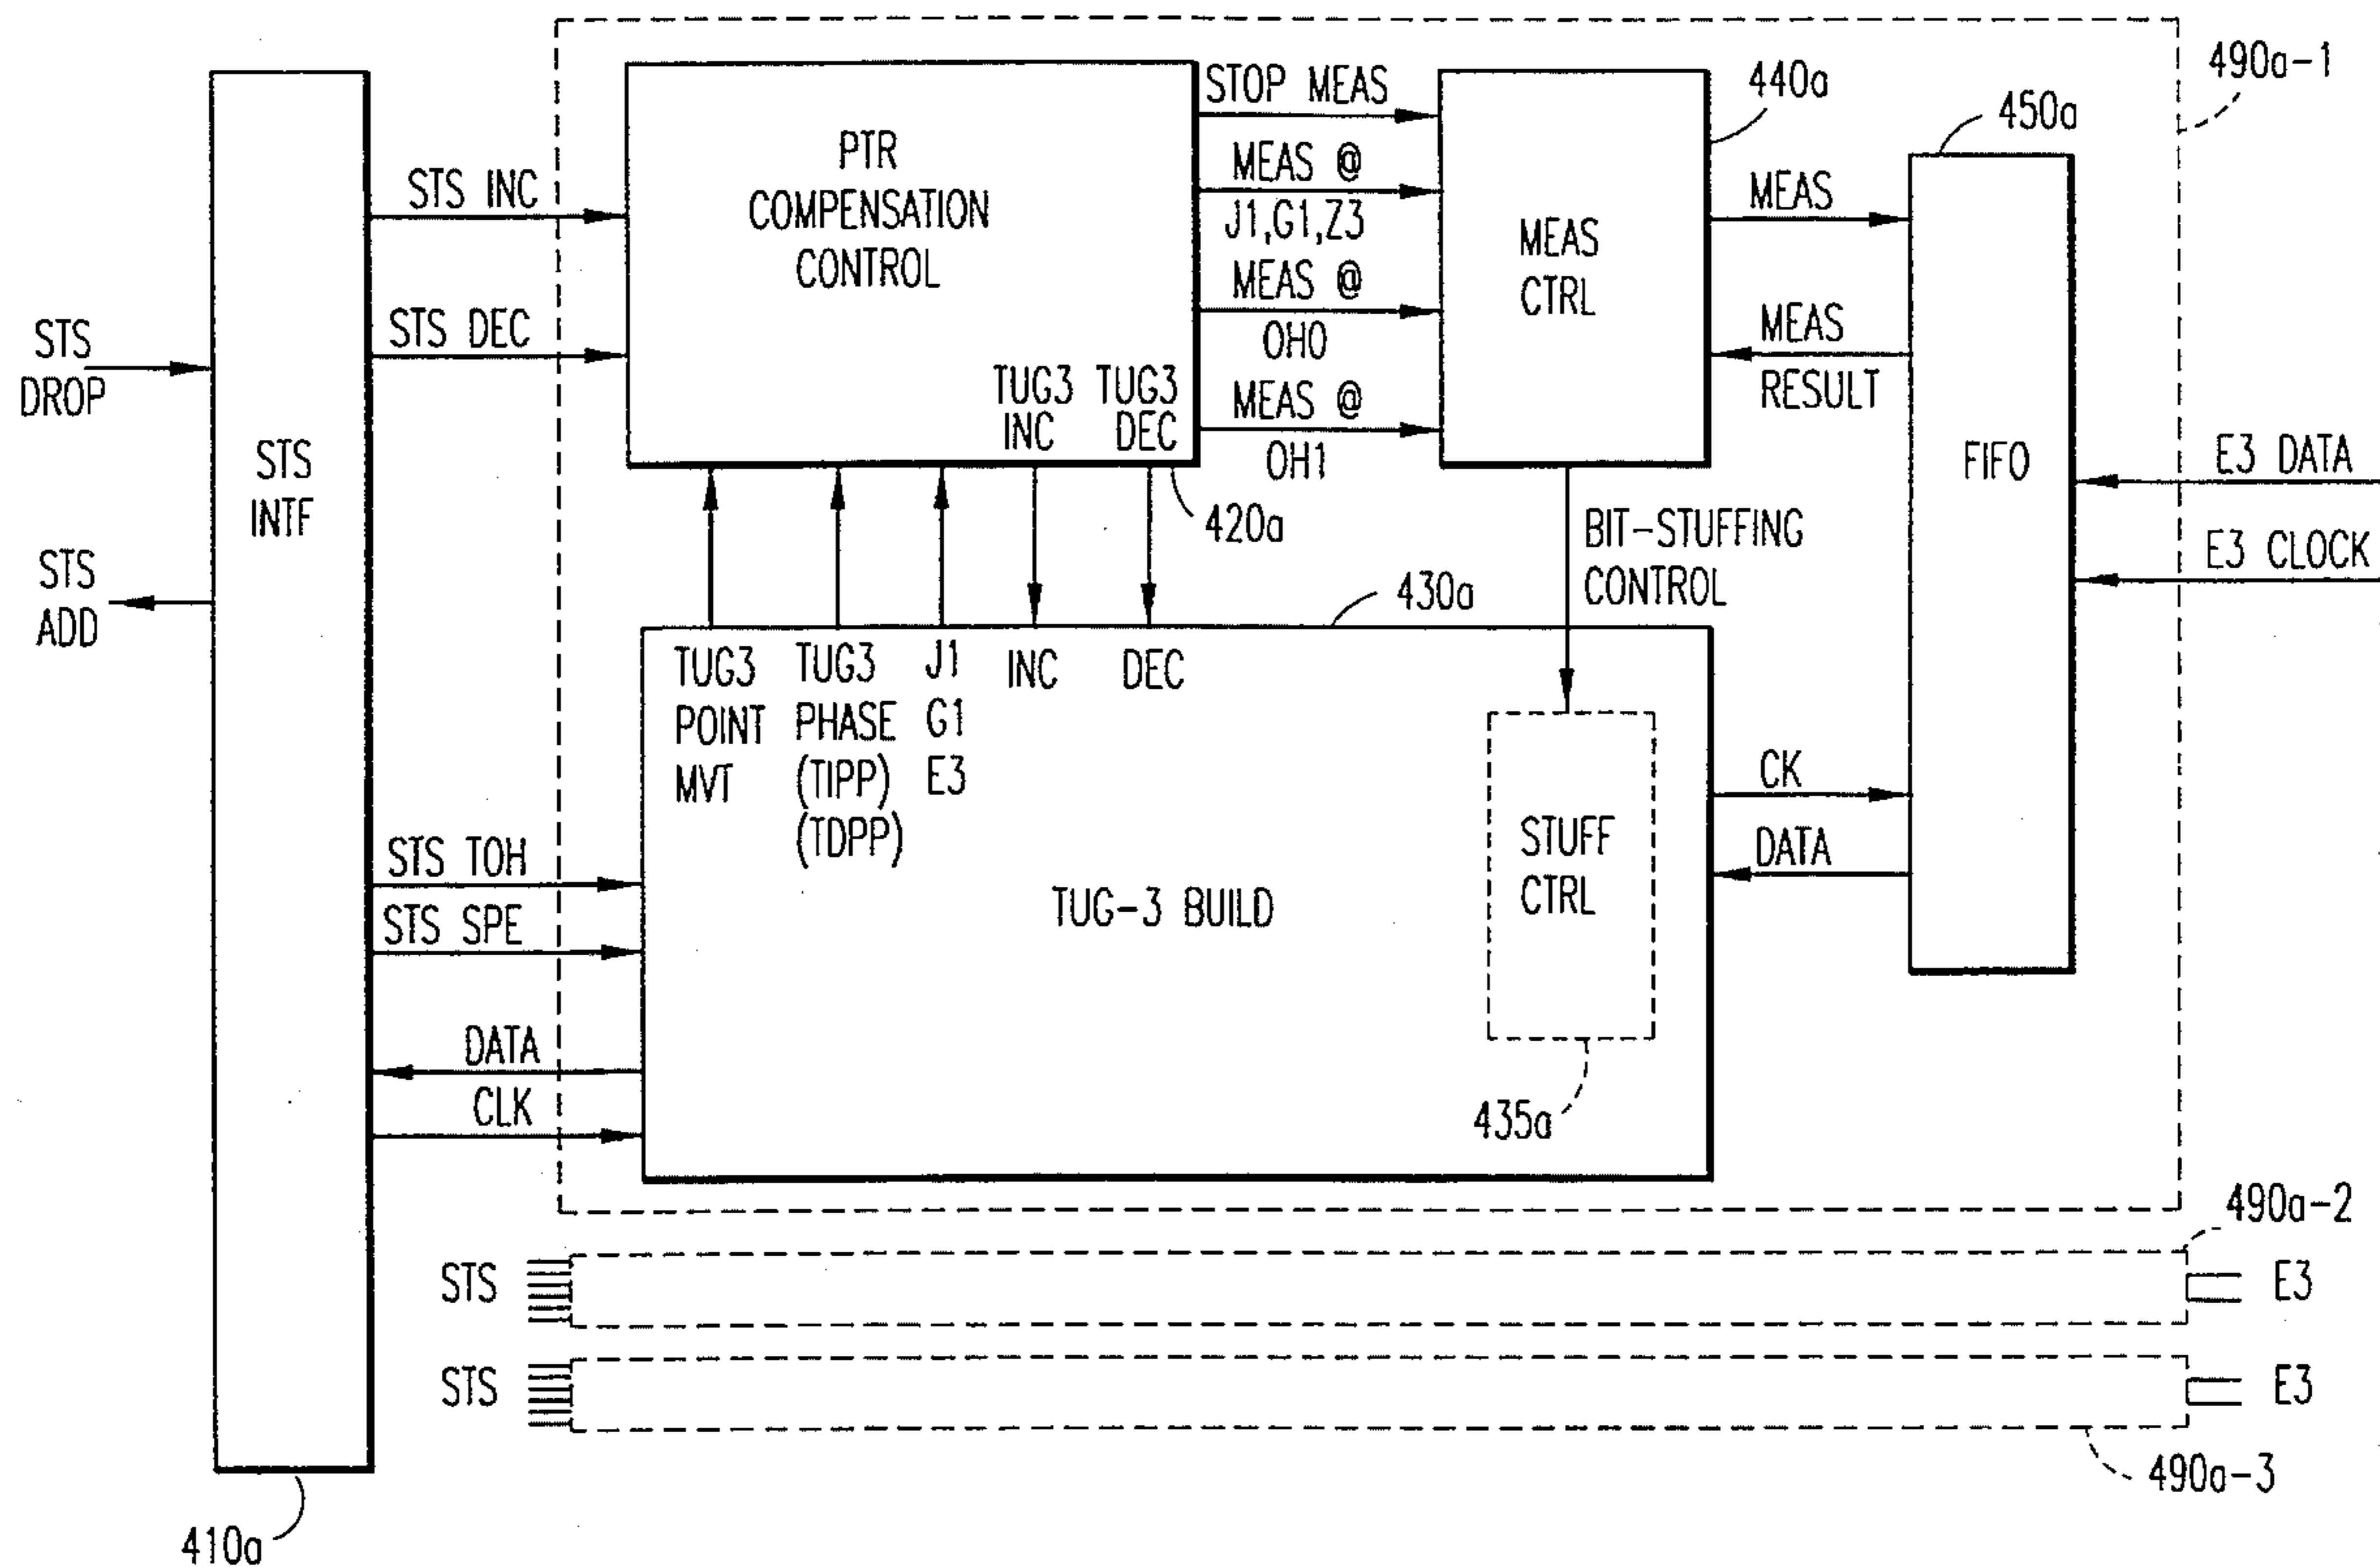 490a-1
440a
450a
STS
DROP
STS
ADD
STS
INTF
410a
STS INC
STS DEC
PTR
COMPENSATION
CONTROL
TUG3 TUG3
INC DEC
420a
STOP MEAS
MEAS @
J1,G1,Z3
MEAS @
OH0
MEAS @
OH1
MEAS
CTRL
MEAS
MEAS
RESULT
FIFO
E3 DATA
E3 CLOCK
BIT-STUFFING
CONTROL
430a
TUG3
POINT
MVT
TUG3
PHASE
(TIPP)
(TDPP)
J1
G1
E3
INC
DEC
STS TOH
STS SPE
DATA
CLK
TUG-3 BUILD
STUFF
CTRL
435a
CK
DATA
490a-2
STS
E3
STS
E3
490a-3